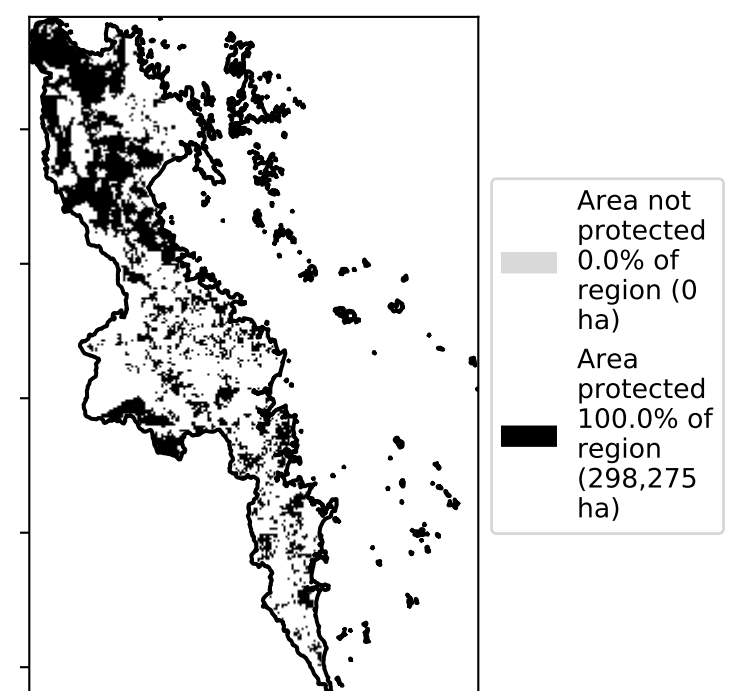 Area not
protected
0.0% of
region (0
ha)
Area
protected
100.0% of
region
(298,275
ha)